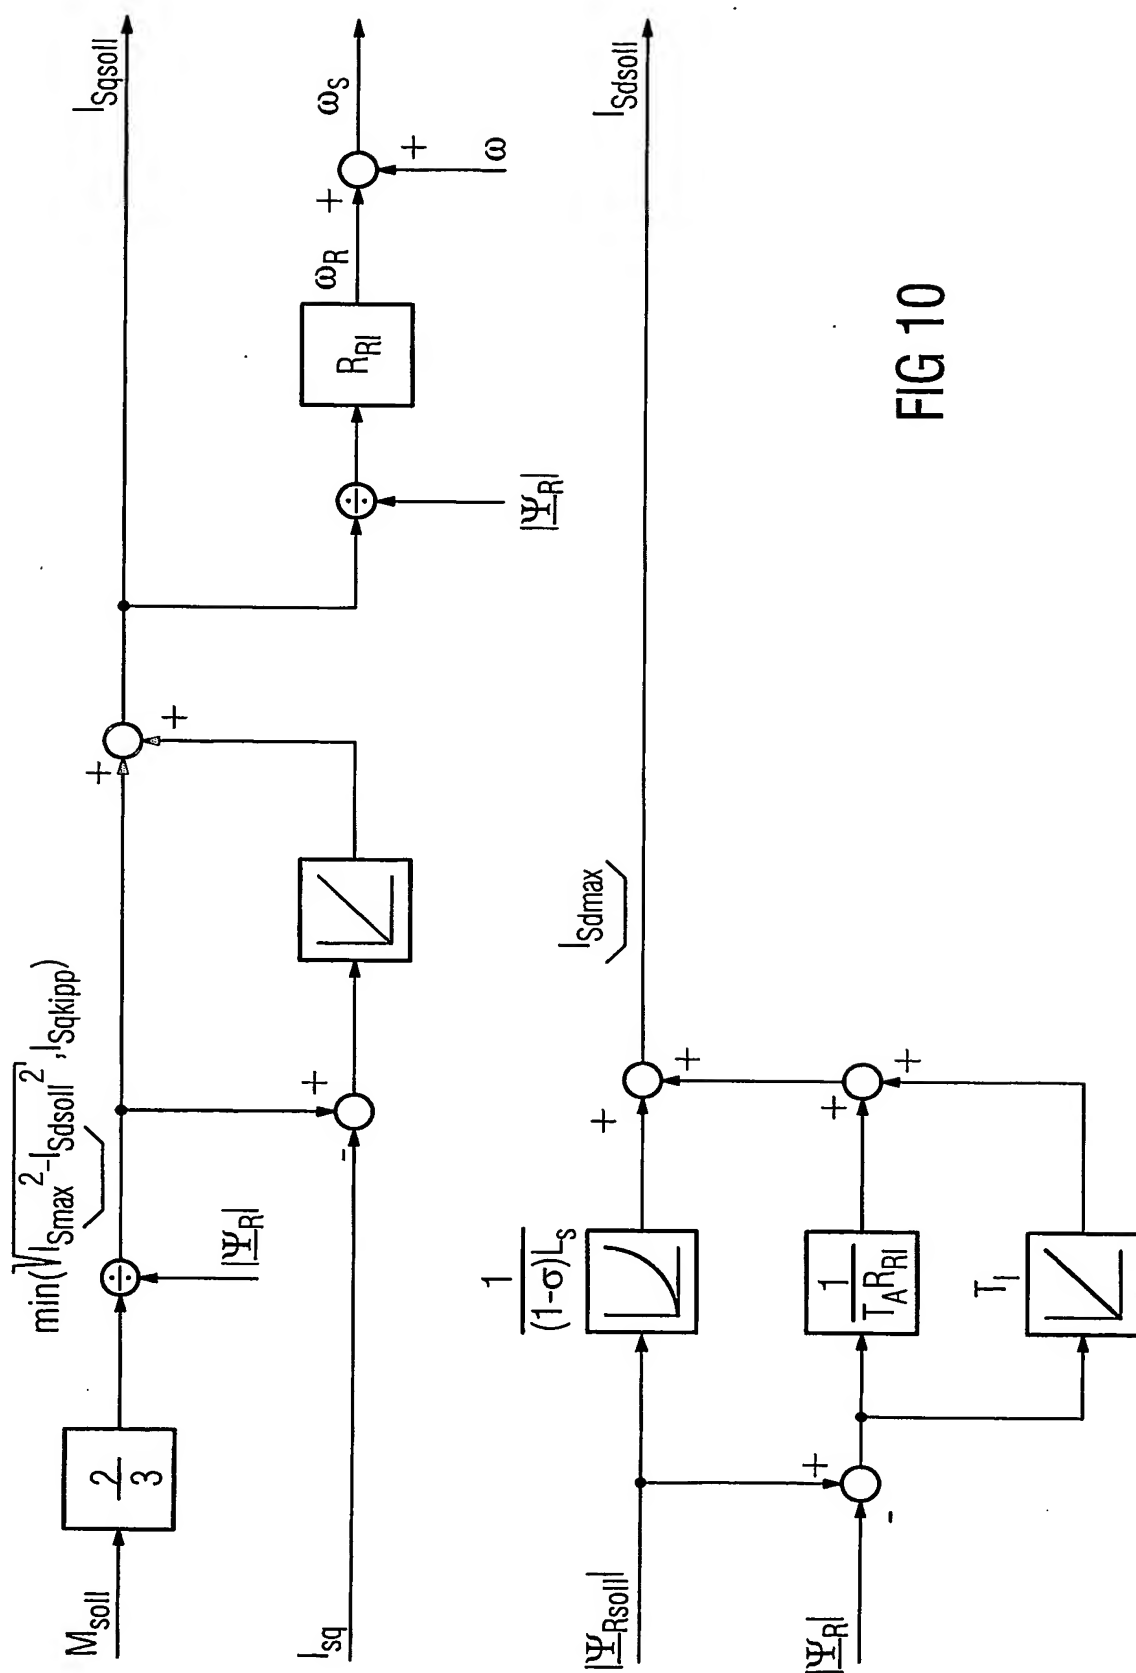 M_soll
2/3
min(√(I_Smax² - I_Sdsoll²), I_Sqkipp)
÷
|Ψ_R|
+
+
I_Sqsoll
I_sq
-
+
÷
|Ψ_R|
R_RI
ω_R
+
+
ω
ω_S
|Ψ_Rsoll|
1/((1-σ)L_S)
+
+
I_Sdmax
I_Sdsoll
|Ψ_R|
-
+
1/(T_A R_RI)
+
+
T_I
FIG 10